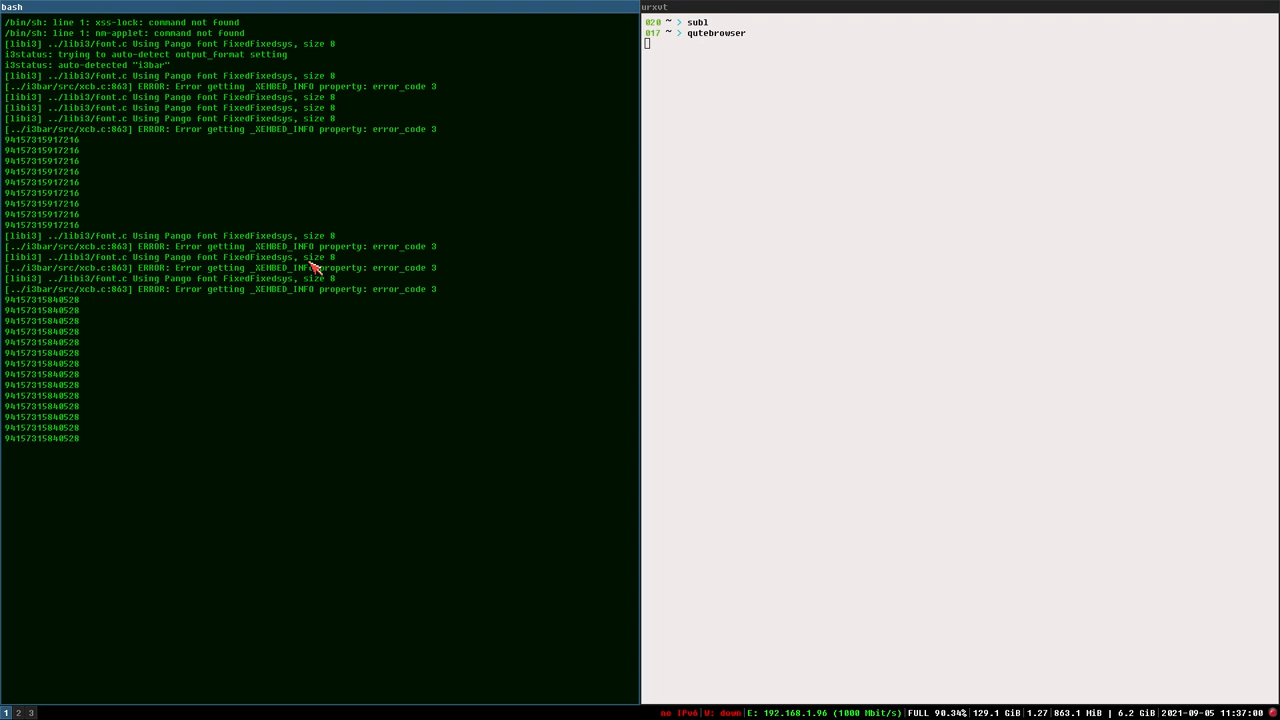 bash
/bin/sh: line 1: xss-lock: command not found
/bin/sh: line 1: nm-applet: command not found
[libi3] ../libi3/font.c Using Pango font FixedFixedsys, size 8
i3status: trying to auto-detect output_format setting
i3status: auto-detected "i3bar"
[libi3] ../libi3/font.c Using Pango font FixedFixedsys, size 8
[../i3bar/src/xcb.c:863] ERROR: Error getting _XEMBED_INFO property: error_code 3
[libi3] ../libi3/font.c Using Pango font FixedFixedsys, size 8
[libi3] ../libi3/font.c Using Pango font FixedFixedsys, size 8
[libi3] ../libi3/font.c Using Pango font FixedFixedsys, size 8
[../i3bar/src/xcb.c:863] ERROR: Error getting _XEMBED_INFO property: error_code 3
94157315917216
94157315917216
94157315917216
94157315917216
94157315917216
94157315917216
94157315917216
94157315917216
94157315917216
[libi3] ../libi3/font.c Using Pango font FixedFixedsys, size 8
[../i3bar/src/xcb.c:863] ERROR: Error getting _XEMBED_INFO property: error_code 3
[libi3] ../libi3/font.c Using Pango font FixedFixedsys, size 8
[../i3bar/src/xcb.c:863] ERROR: Error getting _XEMBED_INFO property: error_code 3
[libi3] ../libi3/font.c Using Pango font FixedFixedsys, size 8
[../i3bar/src/xcb.c:863] ERROR: Error getting _XEMBED_INFO property: error_code 3
94157315840528
94157315840528
94157315840528
94157315840528
94157315840528
94157315840528
94157315840528
94157315840528
94157315840528
94157315840528
94157315840528
94157315840528
94157315840528
94157315840528
urxvt
020 ~ > subl
017 ~ > qutebrowser
1 2 3
no IPv6|W: down|E: 192.168.1.96 (1000 Mbit/s)|FULL 90.34%|129.1 GiB|1.27|863.1 MiB | 6.2 GiB|2021-09-05 11:37:00